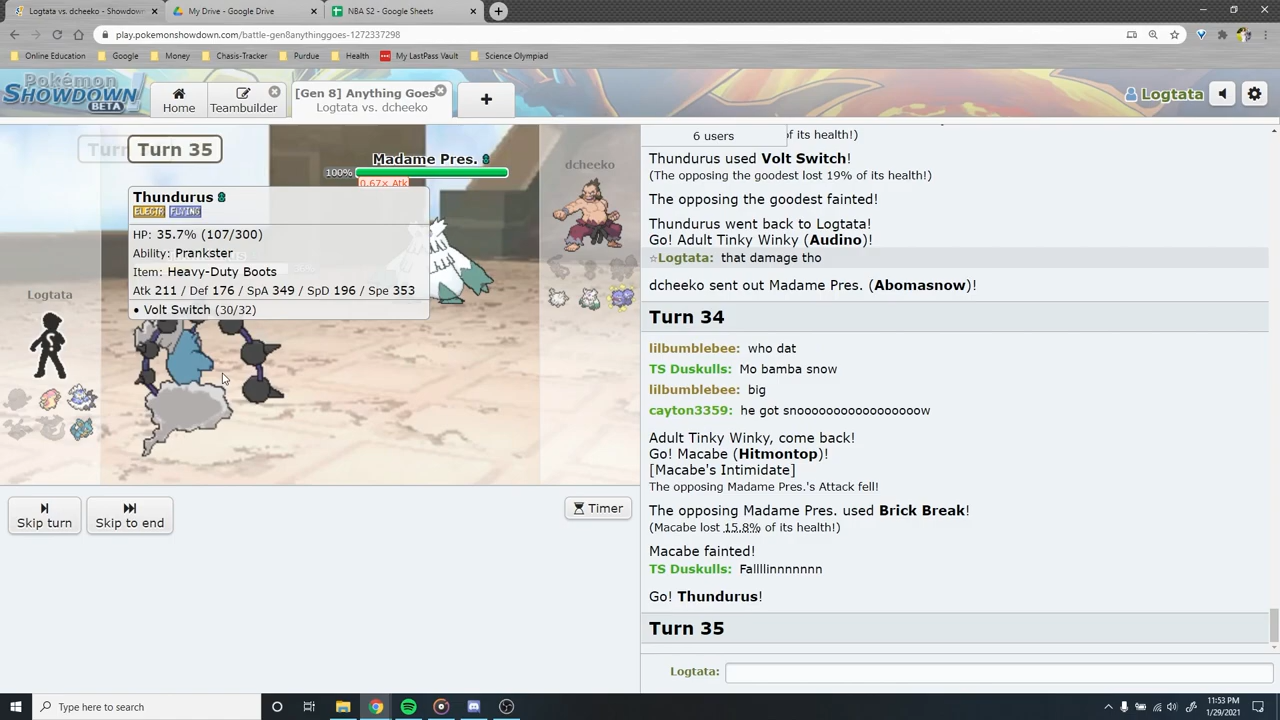 Logtata vs. dcheeko - Showdown
My Drive - Google Drive
NBA S2 - Google Sheets
play.pokemonshowdown.com/battle-gen8anythinggoes-1272337298
Online Education
Google
Money
Chasis-Tracker
Purdue
Health
My LastPass Vault
Science Olympiad
Pokémon
SHOWDOWN
BETA
Home
Teambuilder
[Gen 8] Anything Goes
Logtata vs. dcheeko
Logtata
Turn 35
Madame Pres.
100%
0.67× Atk
dcheeko
Thundurus
ELECTR FLYING
HP: 35.7% (107/300)
Ability: Prankster
Item: Heavy-Duty Boots
Atk 211 / Def 176 / SpA 349 / SpD 196 / Spe 353
• Volt Switch (30/32)
Logtata
Skip turn
Skip to end
Timer
6 users
of its health!)
Thundurus used Volt Switch!
(The opposing the goodest lost 19% of its health!)
The opposing the goodest fainted!
Thundurus went back to Logtata!
Go! Adult Tinky Winky (Audino)!
☆Logtata: that damage tho
dcheeko sent out Madame Pres. (Abomasnow)!
Turn 34
lilbumblebee: who dat
TS Duskulls: Mo bamba snow
lilbumblebee: big
cayton3359: he got snooooooooooooooooow
Adult Tinky Winky, come back!
Go! Macabe (Hitmontop)!
[Macabe's Intimidate]
The opposing Madame Pres.'s Attack fell!
The opposing Madame Pres. used Brick Break!
(Macabe lost 15.8% of its health!)
Macabe fainted!
TS Duskulls: Fallllinnnnnnn
Go! Thundurus!
Turn 35
Logtata:
Type here to search
11:53 PM
1/29/2021